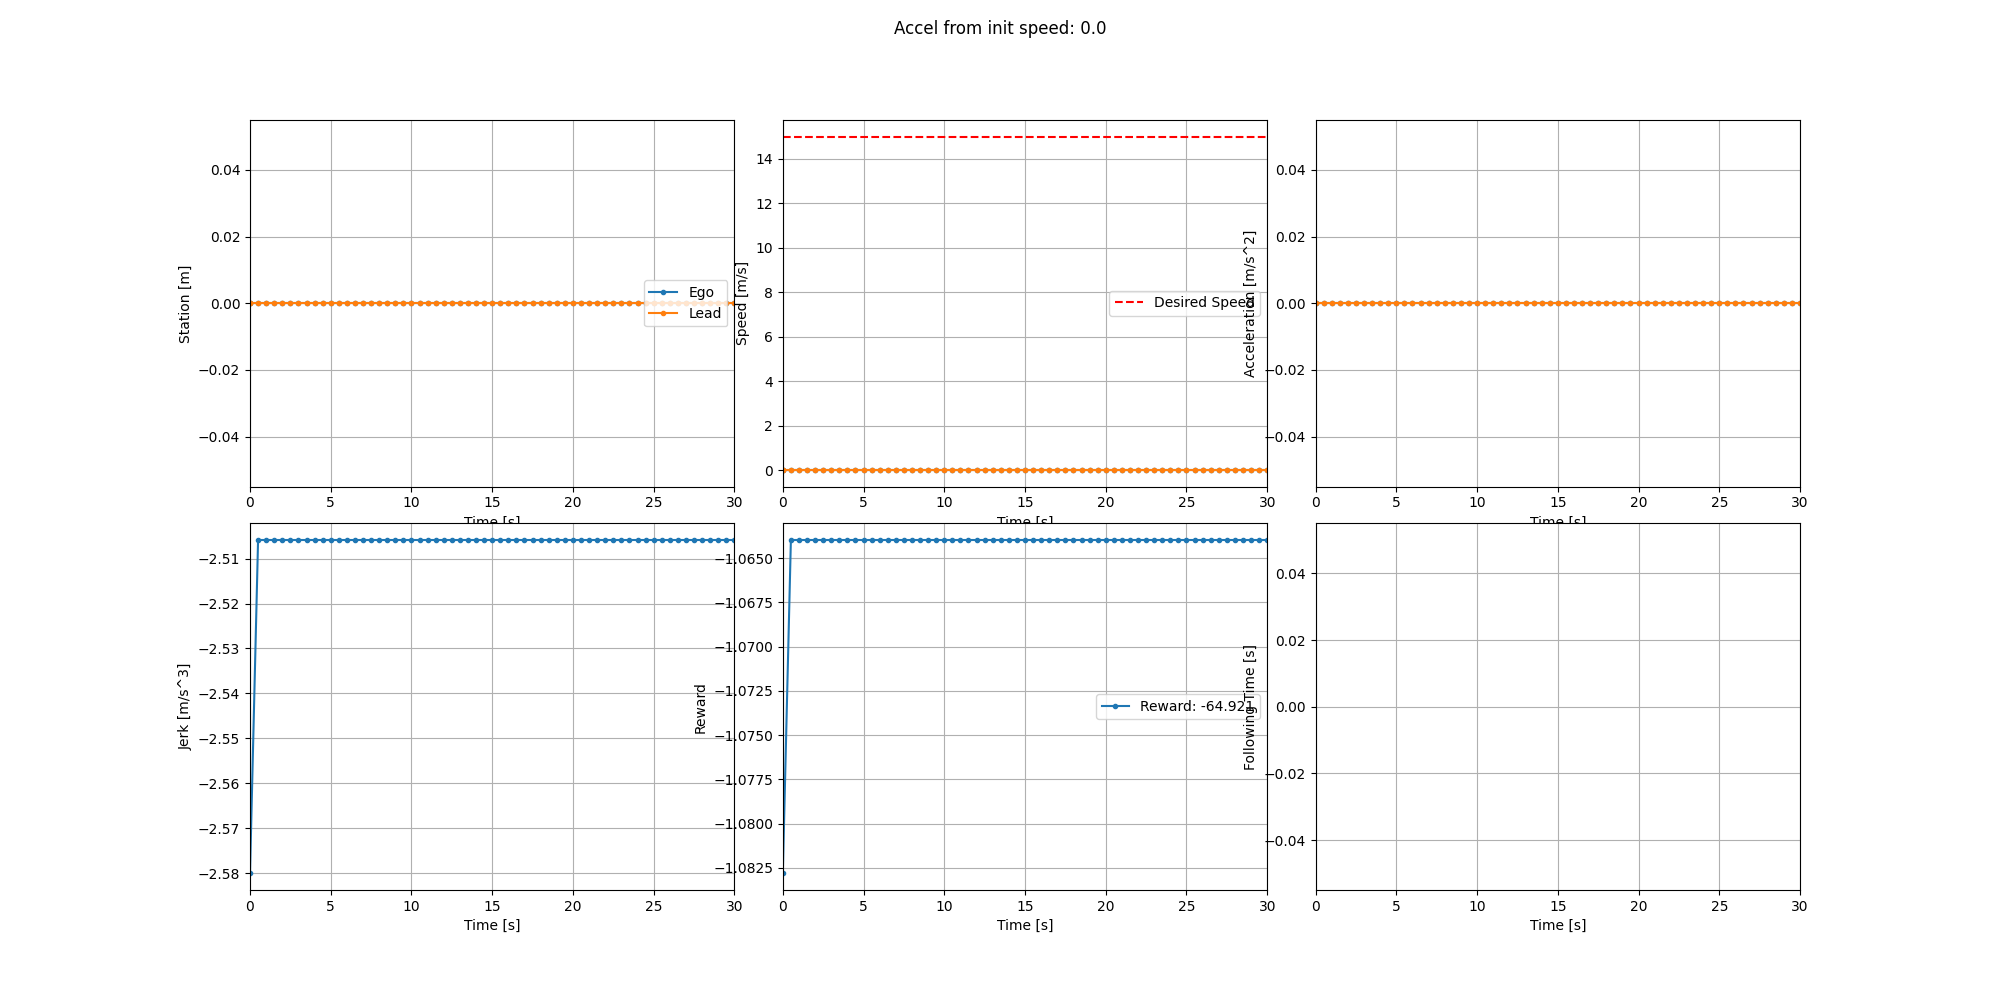 Accel from init speed: 0.0
0.04
0.02
0.00
−0.02
−0.04
Station [m]
Ego
Lead
0 5 10 15 20 25 30
Time [s]
14
12
10
8
6
4
2
0
Speed [m/s]
Desired Speed
0 5 10 15 20 25 30
Time [s]
0.04
0.02
0.00
−0.02
−0.04
Acceleration [m/s^2]
0 5 10 15 20 25 30
Time [s]
−2.51
−2.52
−2.53
−2.54
−2.55
−2.56
−2.57
−2.58
Jerk [m/s^3]
0 5 10 15 20 25 30
Time [s]
−1.0650
−1.0675
−1.0700
−1.0725
−1.0750
−1.0775
−1.0800
−1.0825
Reward
Reward: -64.921
0 5 10 15 20 25 30
Time [s]
0.04
0.02
0.00
−0.02
−0.04
Following Time [s]
0 5 10 15 20 25 30
Time [s]